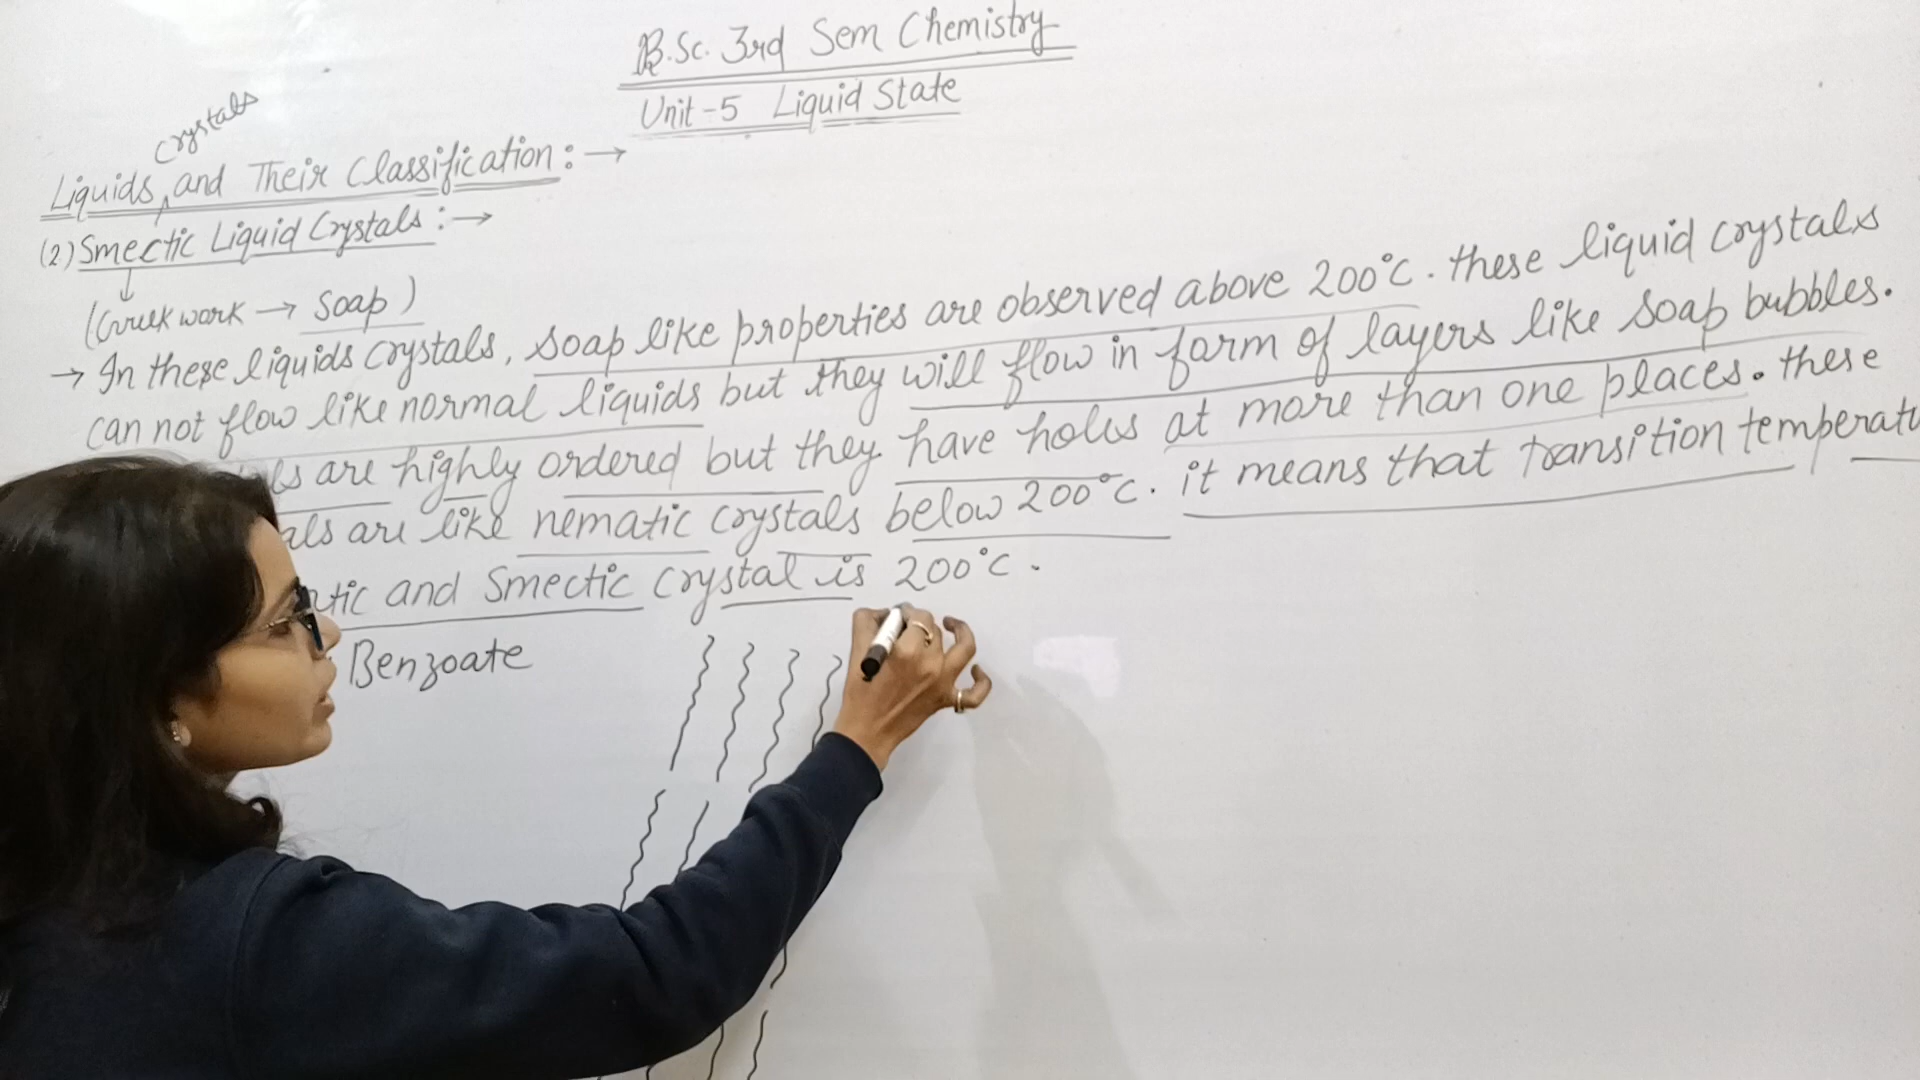 B.Sc. 3rd Sem Chemistry
Unit-5 Liquid State
crystals
Liquids and Their Classification :→
(2) Smectic Liquid Crystals :→
(Greek work → Soap)
→ In these liquids crystals, soap like properties are observed above 200°C. these liquid crystals
can not flow like normal liquids but they will flow in form of layers like soap bubbles.
are highly ordered but they have holes at more than one places. these
are like nematic crystals below 200°C. it means that transition temperatu
and Smectic crystal is 200°C.
Benzoate